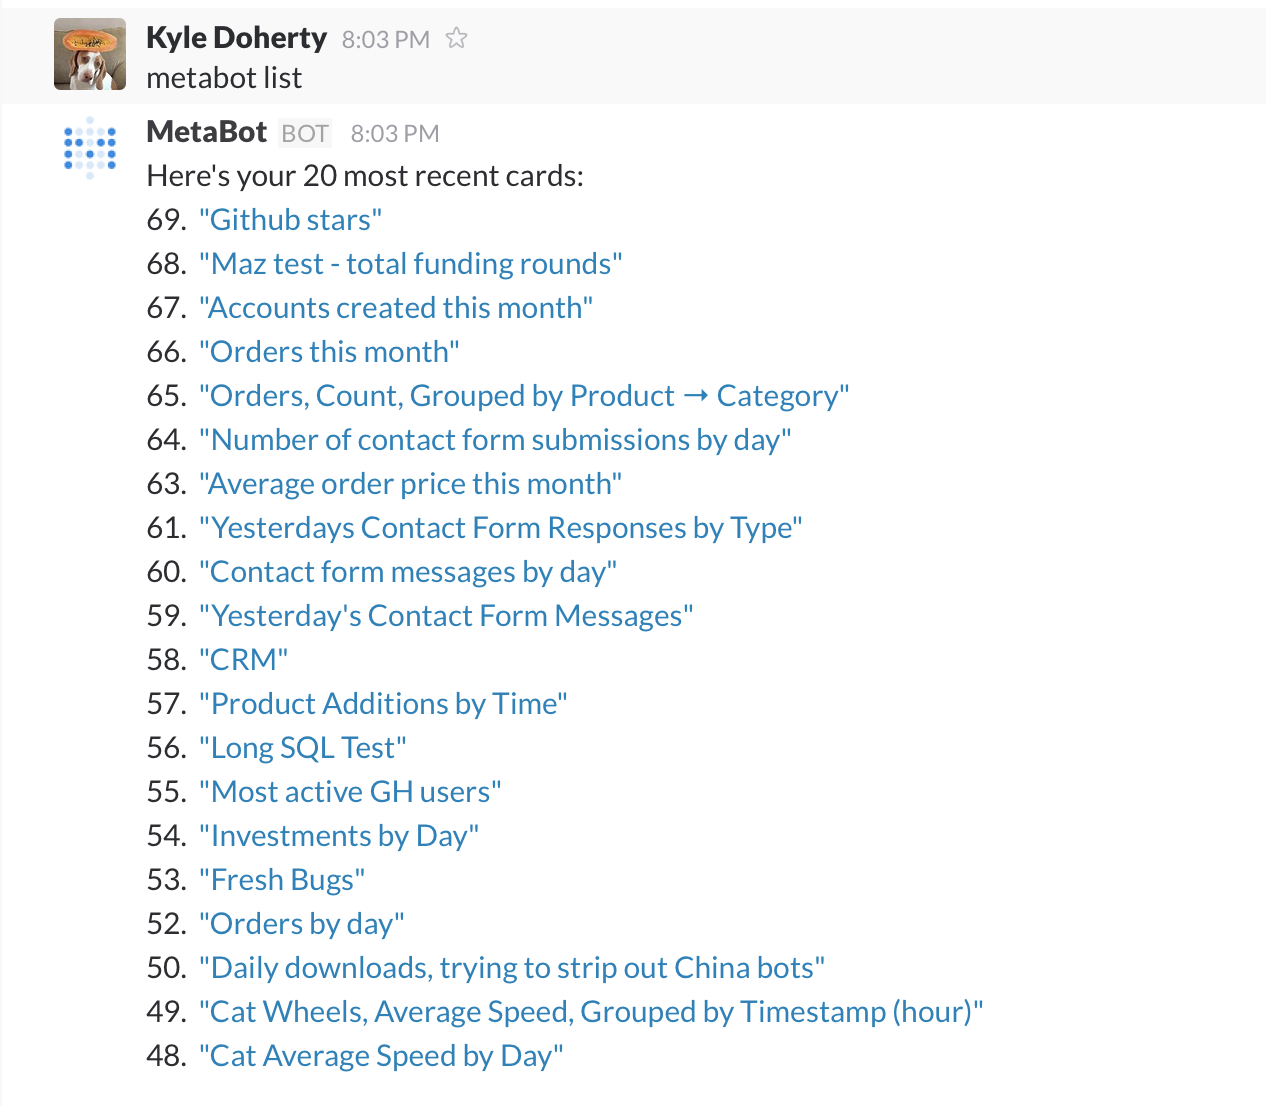 Kyle Doherty 8:03 PM
metabot list
MetaBot BOT 8:03 PM
Here's your 20 most recent cards:
69. "Github stars"
68. "Maz test - total funding rounds"
67. "Accounts created this month"
66. "Orders this month"
65. "Orders, Count, Grouped by Product → Category"
64. "Number of contact form submissions by day"
63. "Average order price this month"
61. "Yesterdays Contact Form Responses by Type"
60. "Contact form messages by day"
59. "Yesterday's Contact Form Messages"
58. "CRM"
57. "Product Additions by Time"
56. "Long SQL Test"
55. "Most active GH users"
54. "Investments by Day"
53. "Fresh Bugs"
52. "Orders by day"
50. "Daily downloads, trying to strip out China bots"
49. "Cat Wheels, Average Speed, Grouped by Timestamp (hour)"
48. "Cat Average Speed by Day"